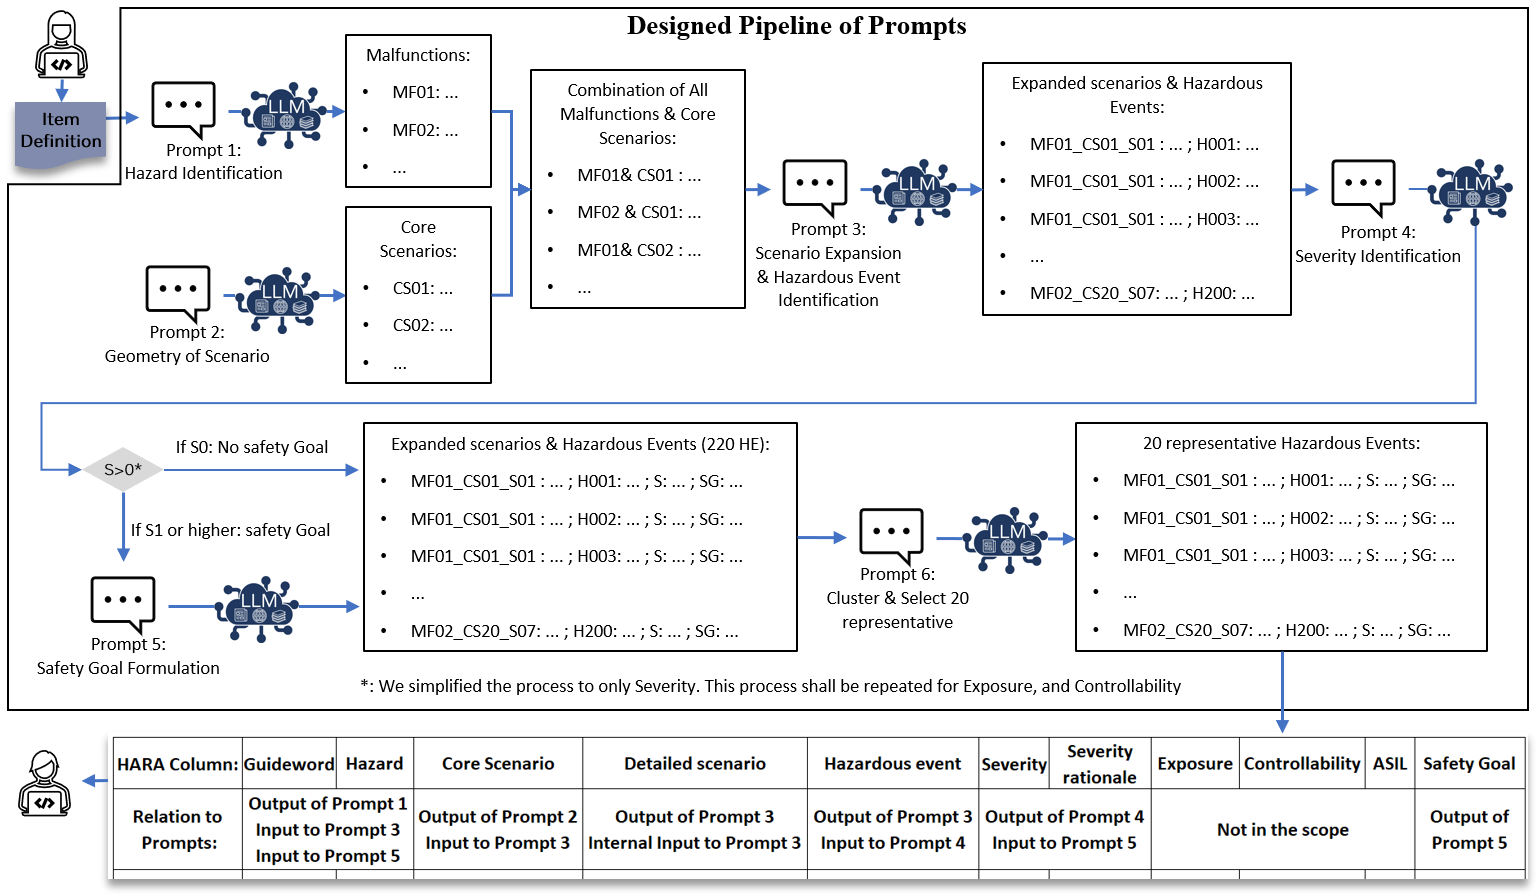 Designed Pipeline of Prompts
Item
Definition
Prompt 1:
Hazard Identification
LLM
Malfunctions:
• MF01: ...
• MF02: ...
• ...
Prompt 2:
Geometry of Scenario
LLM
Core
Scenarios:
• CS01: ...
• CS02: ...
• ...
Combination of All
Malfunctions & Core
Scenarios:
• MF01& CS01 : ...
• MF02 & CS01: ...
• MF01& CS02 : ...
• ...
Prompt 3:
Scenario Expansion
& Hazardous Event
Identification
LLM
Expanded scenarios & Hazardous
Events:
• MF01_CS01_S01 : ... ; H001: ...
• MF01_CS01_S01 : ... ; H002: ...
• MF01_CS01_S01 : ... ; H003: ...
• ...
• MF02_CS20_S07: ... ; H200: ...
Prompt 4:
Severity Identification
LLM
S>0*
If S0: No safety Goal
If S1 or higher: safety Goal
Prompt 5:
Safety Goal Formulation
LLM
Expanded scenarios & Hazardous Events (220 HE):
• MF01_CS01_S01 : ... ; H001: ... ; S: ... ; SG: ...
• MF01_CS01_S01 : ... ; H002: ... ; S: ... ; SG: ...
• MF01_CS01_S01 : ... ; H003: ... ; S: ... ; SG: ...
• ...
• MF02_CS20_S07: ... ; H200: ... ; S: ... ; SG: ...
Prompt 6:
Cluster & Select 20
representative
LLM
20 representative Hazardous Events:
• MF01_CS01_S01 : ... ; H001: ... ; S: ... ; SG: ...
• MF01_CS01_S01 : ... ; H002: ... ; S: ... ; SG: ...
• MF01_CS01_S01 : ... ; H003: ... ; S: ... ; SG: ...
• ...
• MF02_CS20_S07: ... ; H200: ... ; S: ... ; SG: ...
*: We simplified the process to only Severity. This process shall be repeated for Exposure, and Controllability
HARA Column:
Guideword
Hazard
Core Scenario
Detailed scenario
Hazardous event
Severity
Severity
rationale
Exposure
Controllability
ASIL
Safety Goal
Relation to
Prompts:
Output of Prompt 1
Input to Prompt 3
Input to Prompt 5
Output of Prompt 2
Input to Prompt 3
Output of Prompt 3
Internal Input to Prompt 3
Output of Prompt 3
Input to Prompt 4
Output of Prompt 4
Input to Prompt 5
Not in the scope
Output of
Prompt 5